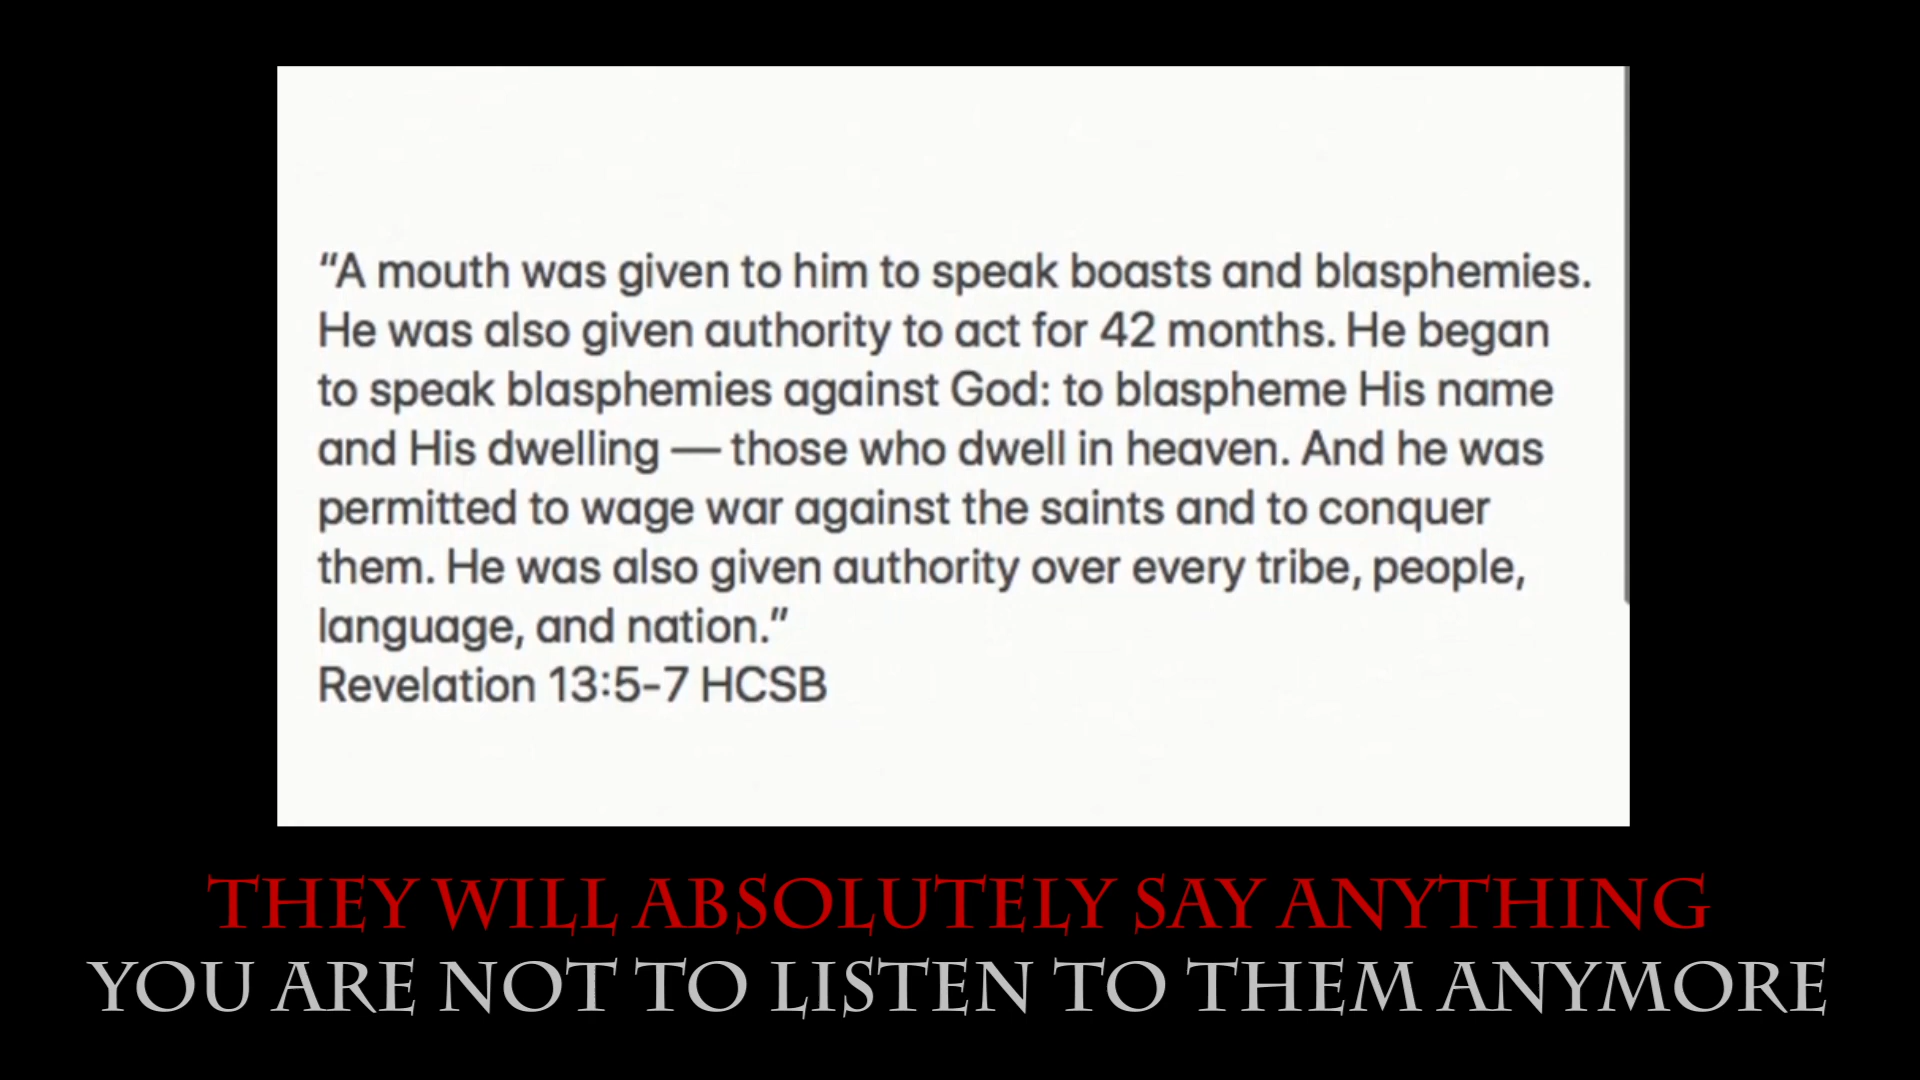 “A mouth was given to him to speak boasts and blasphemies.
He was also given authority to act for 42 months. He began
to speak blasphemies against God: to blaspheme His name
and His dwelling — those who dwell in heaven. And he was
permitted to wage war against the saints and to conquer
them. He was also given authority over every tribe, people,
language, and nation.”
Revelation 13:5-7 HCSB
THEY WILL ABSOLUTELY SAY ANYTHING
YOU ARE NOT TO LISTEN TO THEM ANYMORE